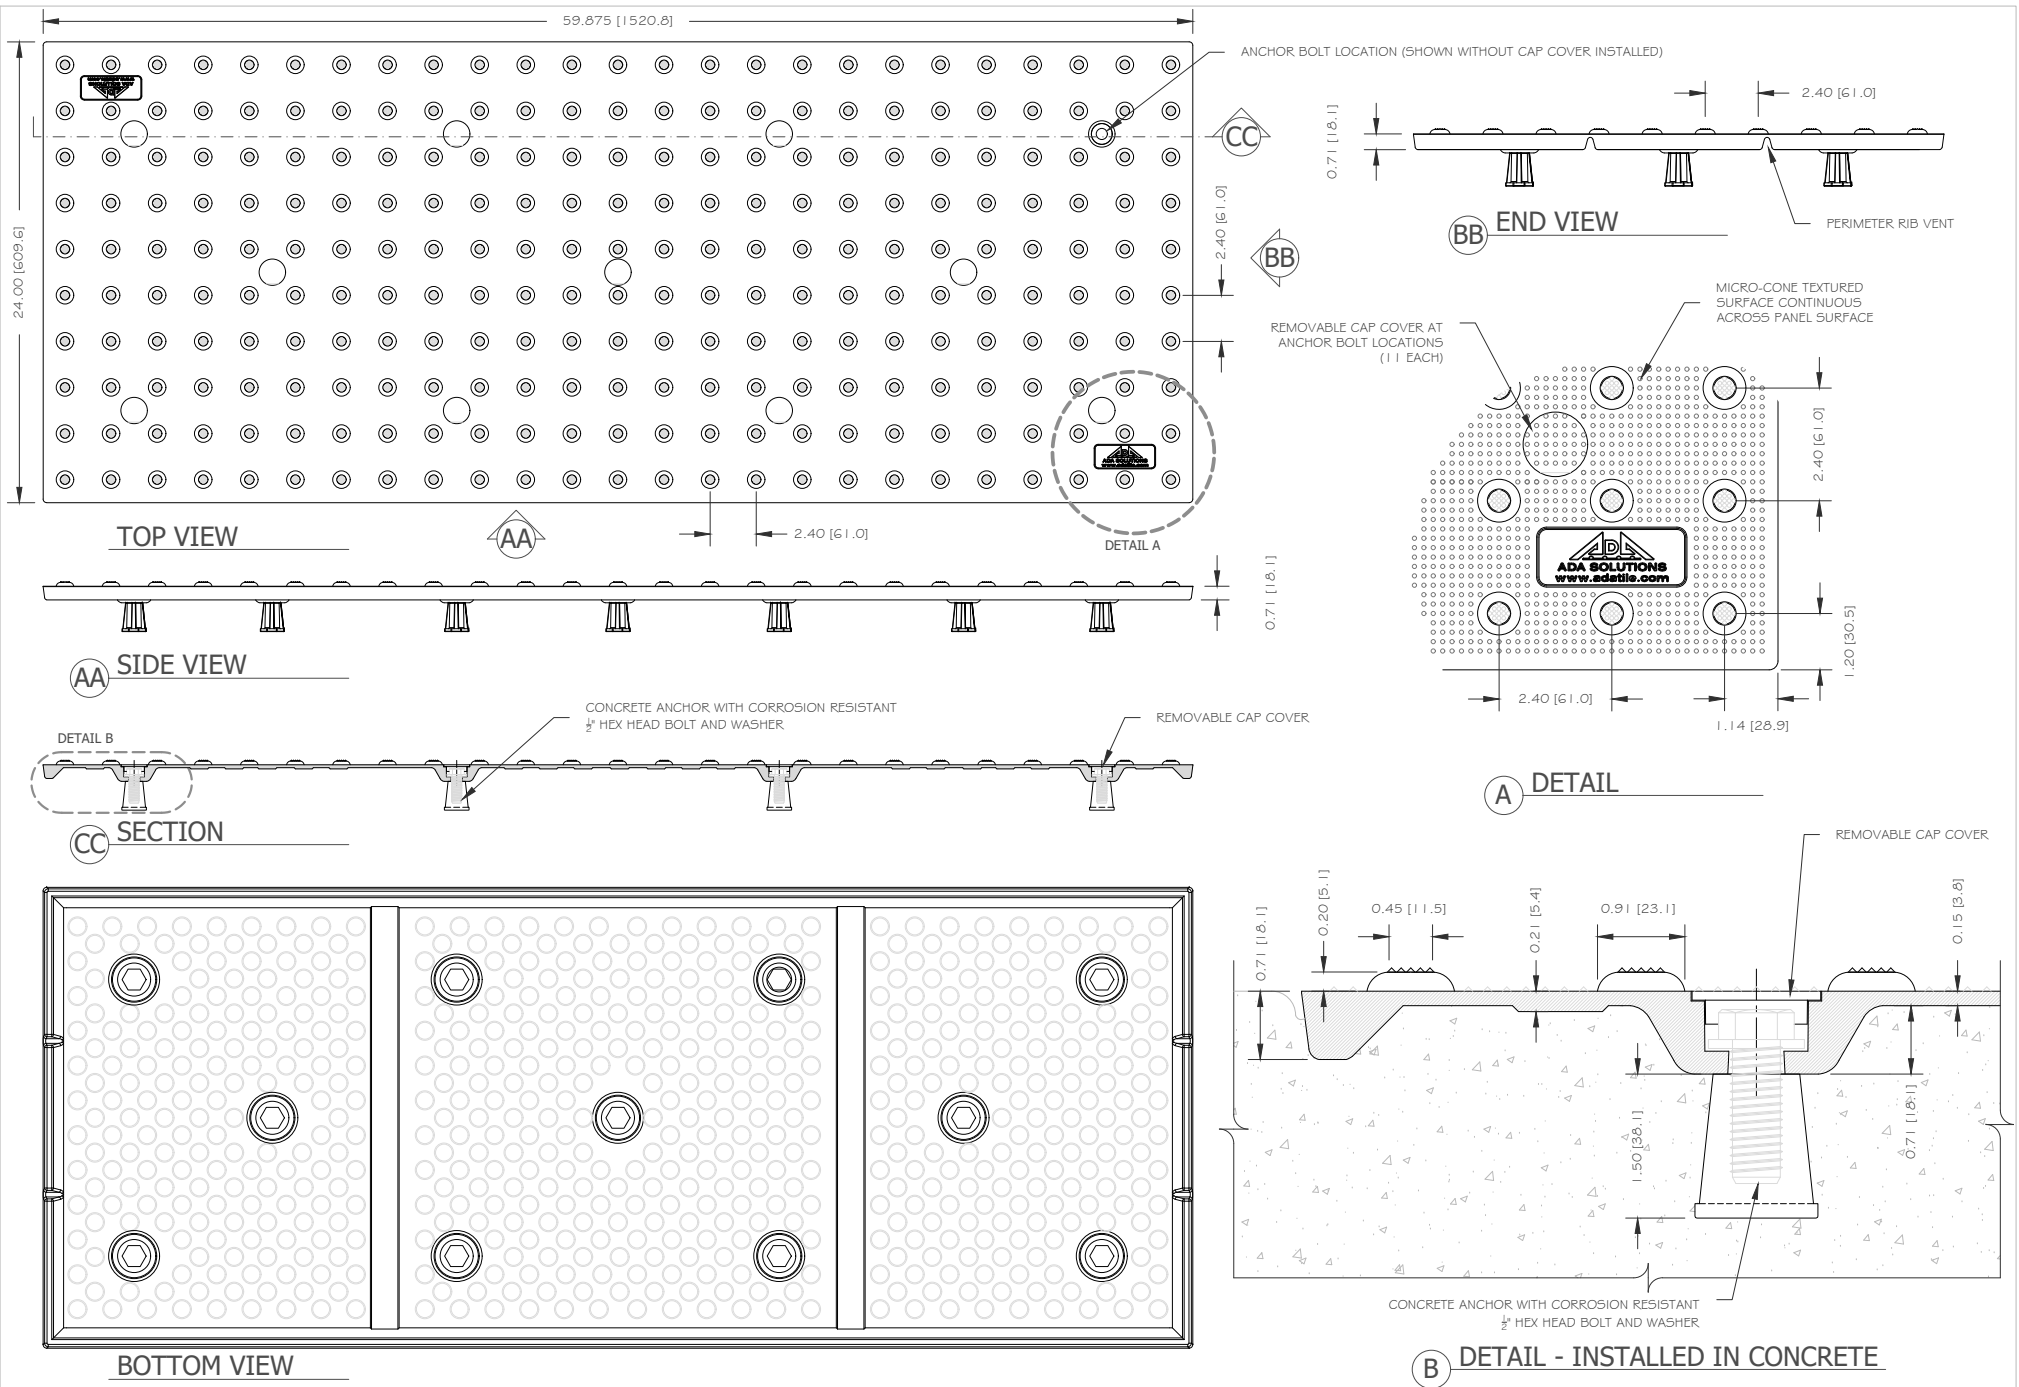 59.875 [1520.8]
ANCHOR BOLT LOCATION (SHOWN WITHOUT CAP COVER INSTALLED)
24.00 [609.6]
CC
2.40 [61.0]
BB
ADA SOLUTIONS
www.adatile.com
TOP VIEW
AA
2.40 [61.0]
DETAIL A
0.71 [18.1]
AA SIDE VIEW
CONCRETE ANCHOR WITH CORROSION RESISTANT
½" HEX HEAD BOLT AND WASHER
REMOVABLE CAP COVER
DETAIL B
CC SECTION
BOTTOM VIEW
2.40 [61.0]
0.71 [18.1]
BB END VIEW
PERIMETER RIB VENT
MICRO-CONE TEXTURED
SURFACE CONTINUOUS
ACROSS PANEL SURFACE
REMOVABLE CAP COVER AT
ANCHOR BOLT LOCATIONS
(11 EACH)
2.40 [61.0]
ADA
ADA SOLUTIONS
www.adatile.com
1.20 [30.5]
2.40 [61.0]
1.14 [28.9]
A DETAIL
REMOVABLE CAP COVER
0.71 [18.1]
0.20 [5.1]
0.45 [11.5]
0.21 [5.4]
0.91 [23.1]
0.15 [3.8]
1.50 [38.1]
0.71 [18.1]
CONCRETE ANCHOR WITH CORROSION RESISTANT
½" HEX HEAD BOLT AND WASHER
B DETAIL - INSTALLED IN CONCRETE